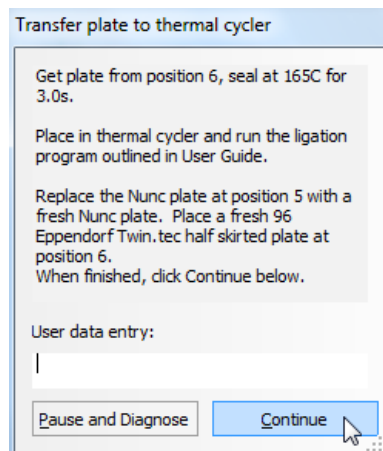 Transfer plate to thermal cycler
Get plate from position 6, seal at 165C for
3.0s.
Place in thermal cycler and run the ligation
program outlined in User Guide.
Replace the Nunc plate at position 5 with a
fresh Nunc plate.  Place a fresh 96
Eppendorf Twin.tec half skirted plate at
position 6.
When finished, click Continue below.
User data entry:
Pause and Diagnose
Continue